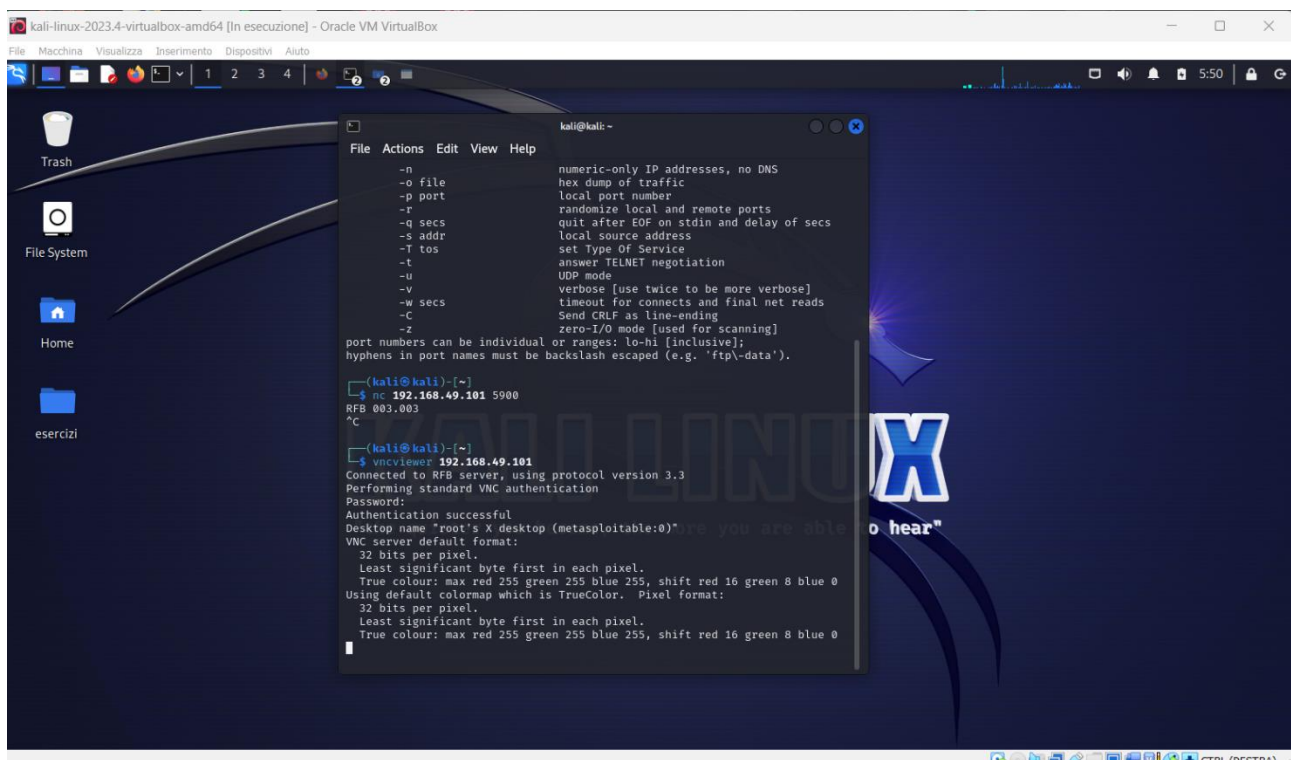 kali-linux-2023.4-virtualbox-amd64 [In esecuzione] - Oracle VM VirtualBox
File Macchina Visualizza Inserimento Dispositivi Aiuto
1 2 3 4
2 2
5:50
Trash
File System
Home
esercizi
kali@kali: ~
File Actions Edit View Help
-n numeric-only IP addresses, no DNS
-o file hex dump of traffic
-p port local port number
-r randomize local and remote ports
-q secs quit after EOF on stdin and delay of secs
-s addr local source address
-T tos set Type Of Service
-t answer TELNET negotiation
-u UDP mode
-v verbose [use twice to be more verbose]
-w secs timeout for connects and final net reads
-C Send CRLF as line-ending
-z zero-I/O mode [used for scanning]
port numbers can be individual or ranges: lo-hi [inclusive];
hyphens in port names must be backslash escaped (e.g. 'ftp\-data').
┌──(kali㉿kali)-[~]
└─$ nc 192.168.49.101 5900
RFB 003.003
^C
┌──(kali㉿kali)-[~]
└─$ vncviewer 192.168.49.101
Connected to RFB server, using protocol version 3.3
Performing standard VNC authentication
Password:
Authentication successful
Desktop name "root's X desktop (metasploitable:0)"
VNC server default format:
32 bits per pixel.
Least significant byte first in each pixel.
True colour: max red 255 green 255 blue 255, shift red 16 green 8 blue 0
Using default colormap which is TrueColor. Pixel format:
32 bits per pixel.
Least significant byte first in each pixel.
True colour: max red 255 green 255 blue 255, shift red 16 green 8 blue 0
KALI LINUX
you are able to hear"
CTRL (DESTRA)